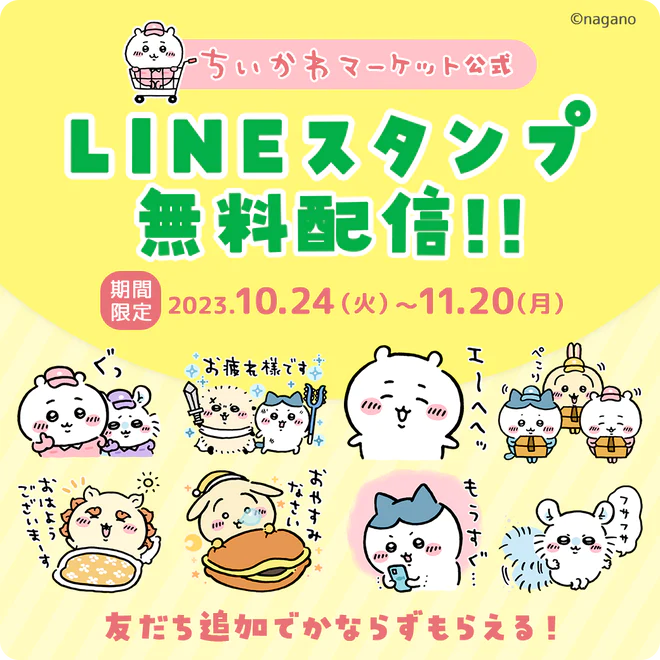 ©nagano
ちいかわマーケット公式
LINEスタンプ
無料配信!!
期間
限定
2023.10.24(火)~11.20(月)
ぐっ
お疲れ様です
エーヘヘッ
ぺこっ
おはよう
ございまーす
おやすみ
なさい
もうすぐ…
フサフサ
友だち追加でかならずもらえる!